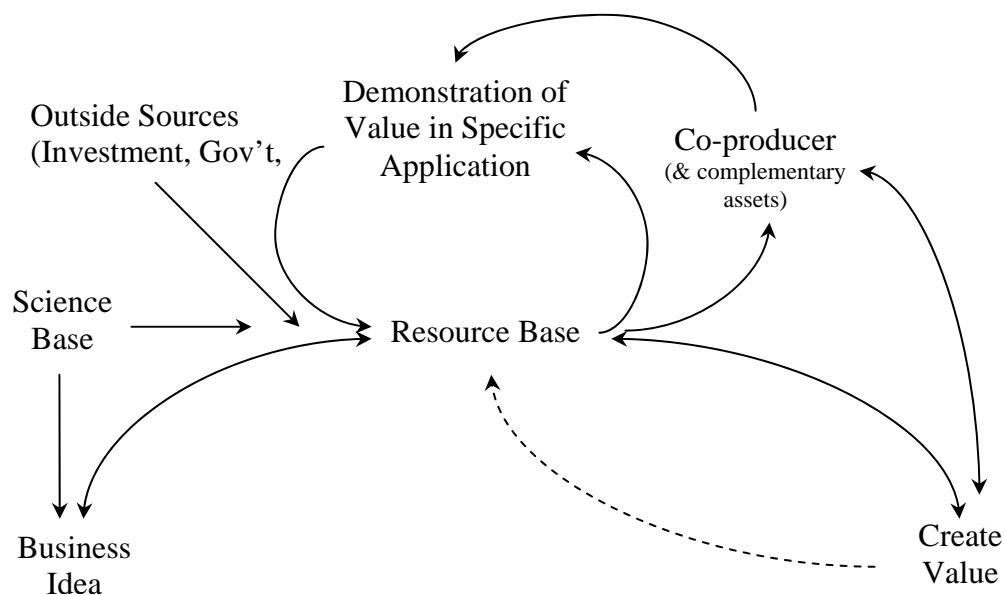 Outside Sources
(Investment, Gov't,
Demonstration of
Value in Specific
Application
Co-producer
(& complementary
assets)
Science
Base
Resource Base
Business
Idea
Create
Value